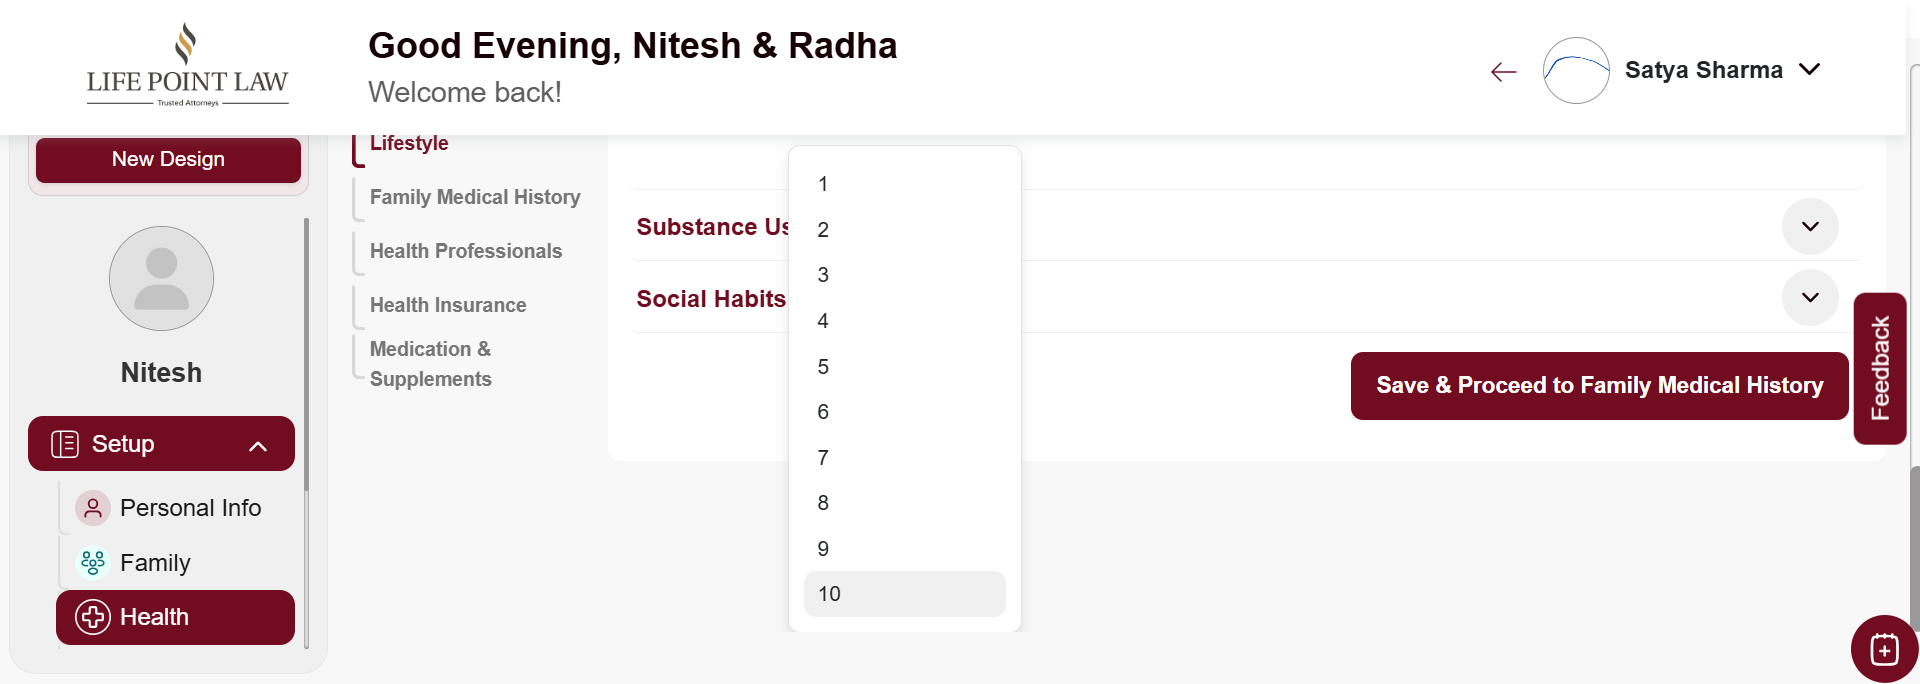 LIFE POINT LAW
Trusted Attorneys
Good Evening, Nitesh & Radha
Welcome back!
Satya Sharma
New Design
Nitesh
Setup
Personal Info
Family
Health
Lifestyle
Family Medical History
Health Professionals
Health Insurance
Medication &
Supplements
Substance Us
Social Habits
1
2
3
4
5
6
7
8
9
10
Save & Proceed to Family Medical History
Feedback